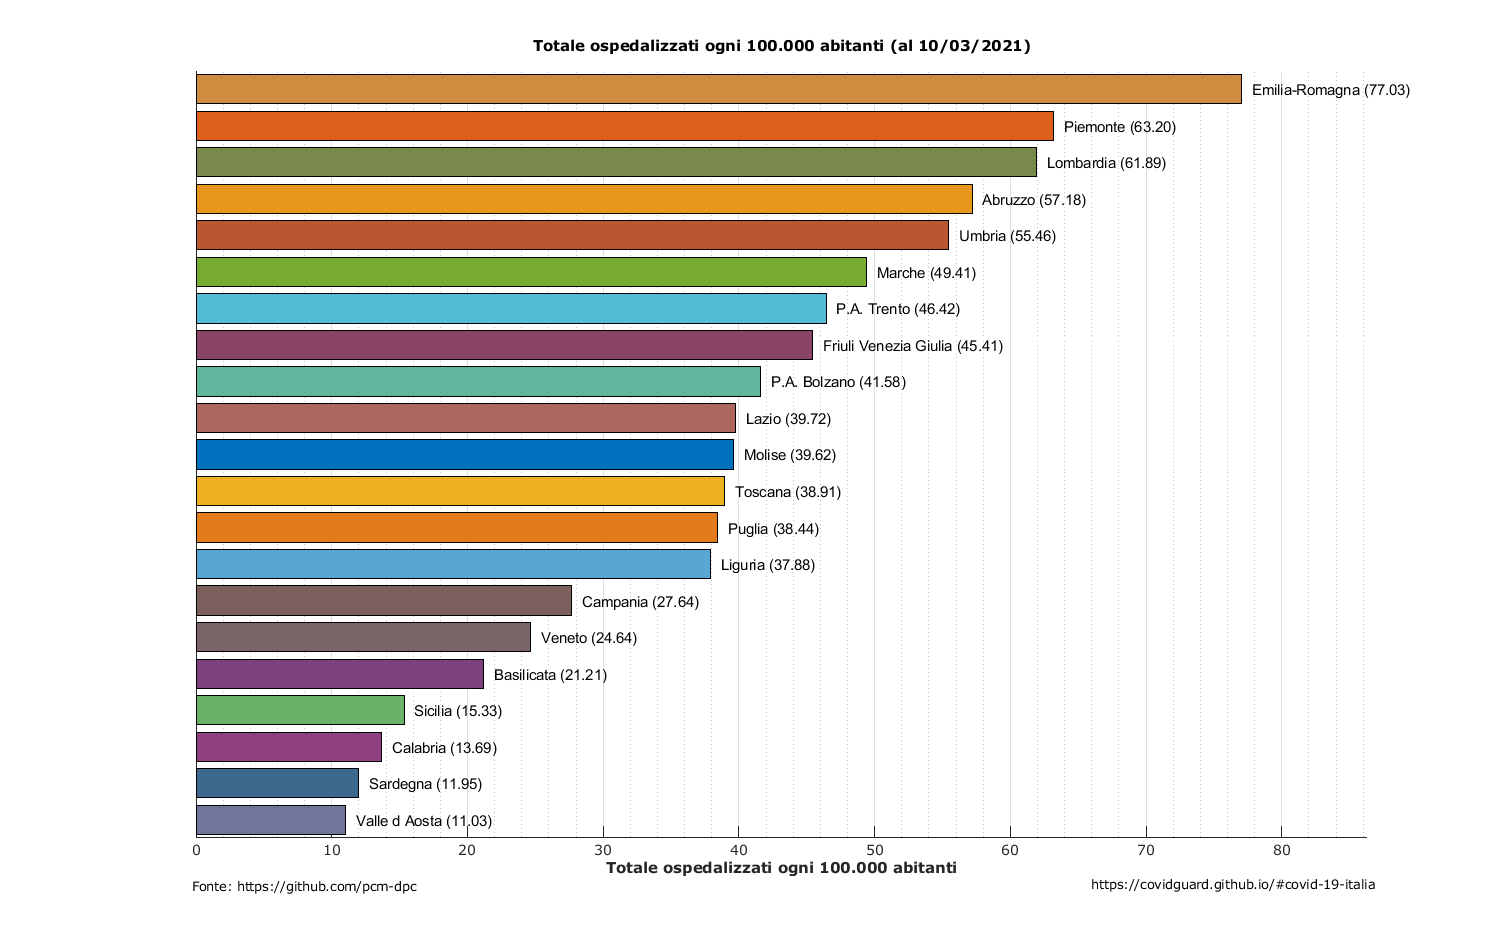 Totale ospedalizzati ogni 100.000 abitanti (al 10/03/2021)
Emilia-Romagna (77.03)
Piemonte (63.20)
Lombardia (61.89)
Abruzzo (57.18)
Umbria (55.46)
Marche (49.41)
P.A. Trento (46.42)
Friuli Venezia Giulia (45.41)
P.A. Bolzano (41.58)
Lazio (39.72)
Molise (39.62)
Toscana (38.91)
Puglia (38.44)
Liguria (37.88)
Campania (27.64)
Veneto (24.64)
Basilicata (21.21)
Sicilia (15.33)
Calabria (13.69)
Sardegna (11.95)
Valle d Aosta (11.03)
0 10 20 30 40 50 60 70 80
Totale ospedalizzati ogni 100.000 abitanti
Fonte: https://github.com/pcm-dpc
https://covidguard.github.io/#covid-19-italia